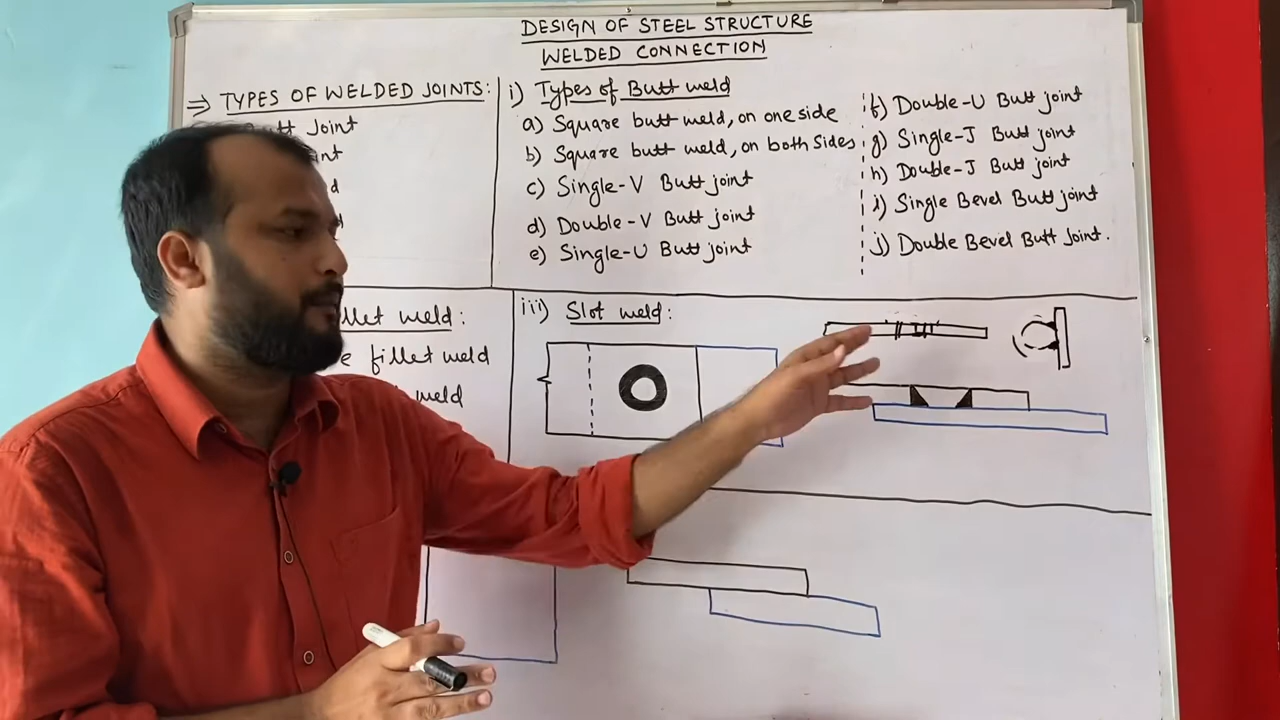 DESIGN OF STEEL STRUCTURE
WELDED CONNECTION
⇒ TYPES OF WELDED JOINTS:
Butt Joint
i) Types of Butt weld
a) Square butt weld, on one side
b) Square butt weld, on both sides
c) Single-V Butt joint
d) Double-V Butt joint
e) Single-U Butt joint
f) Double-U Butt joint
g) Single-J Butt joint
h) Double-J Butt joint
i) Single Bevel Butt joint
j) Double Bevel Butt Joint.
weld:
fillet weld
weld
iii) Slot weld: